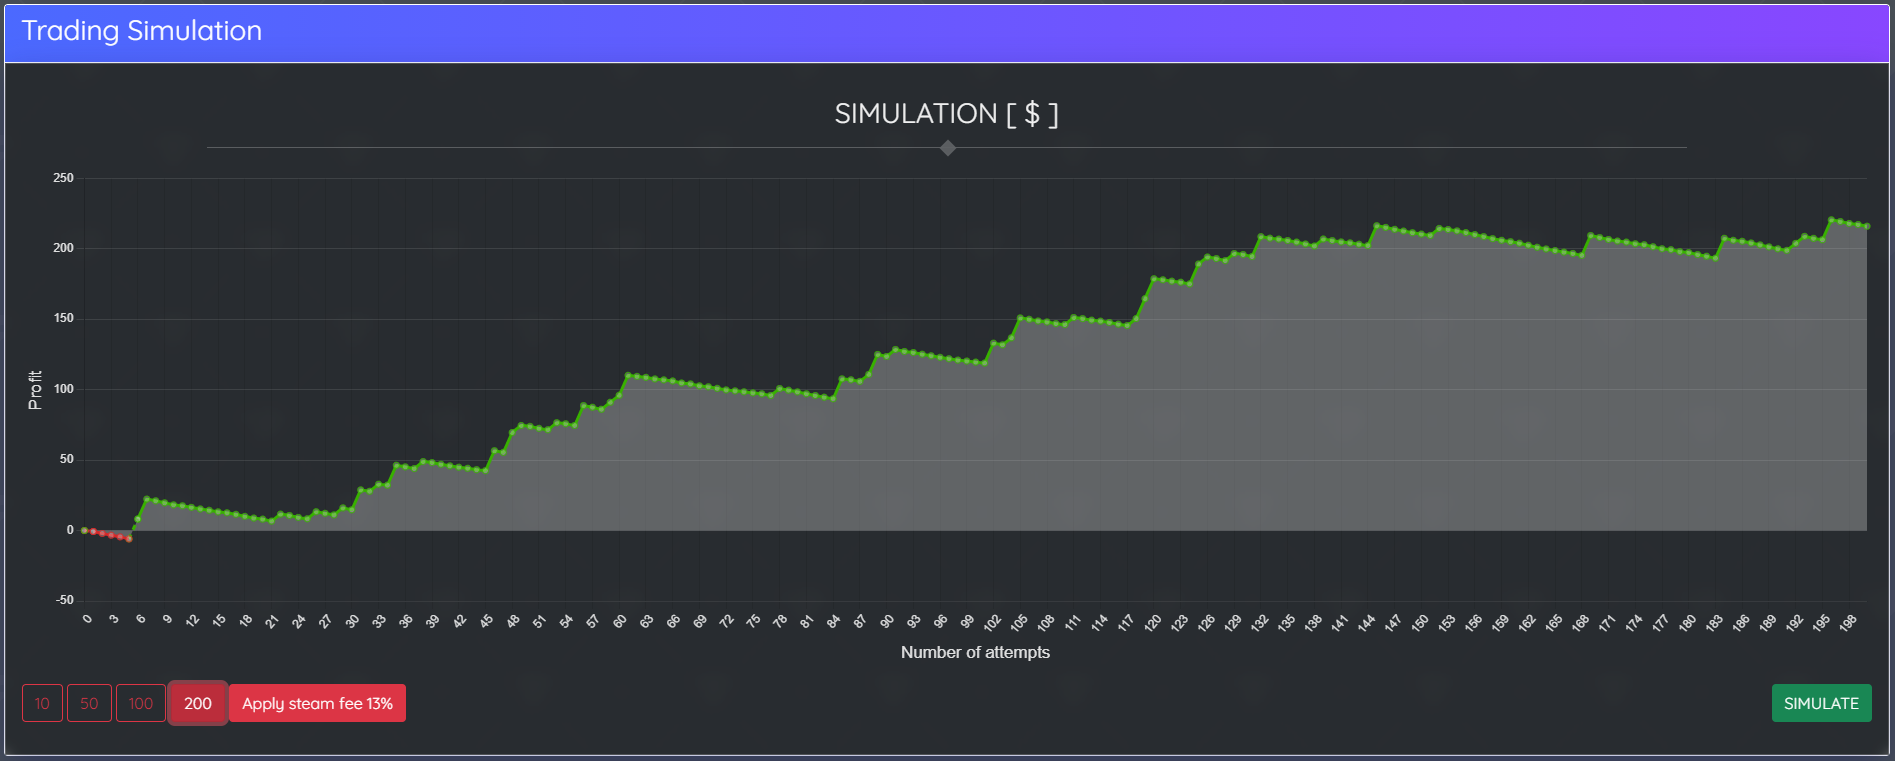 Trading Simulation
SIMULATION [ $ ]
250
200
150
100
50
0
-50
Profit
0 3 6 9 12 15 18 21 24 27 30 33 36 39 42 45 48 51 54 57 60 63 66 69 72 75 78 81 84 87 90 93 96 99 102 105 108 111 114 117 120 123 126 129 132 135 138 141 144 147 150 153 156 159 162 165 168 171 174 177 180 183 186 189 192 195 198
Number of attempts
10 50 100 200 Apply steam fee 13% SIMULATE